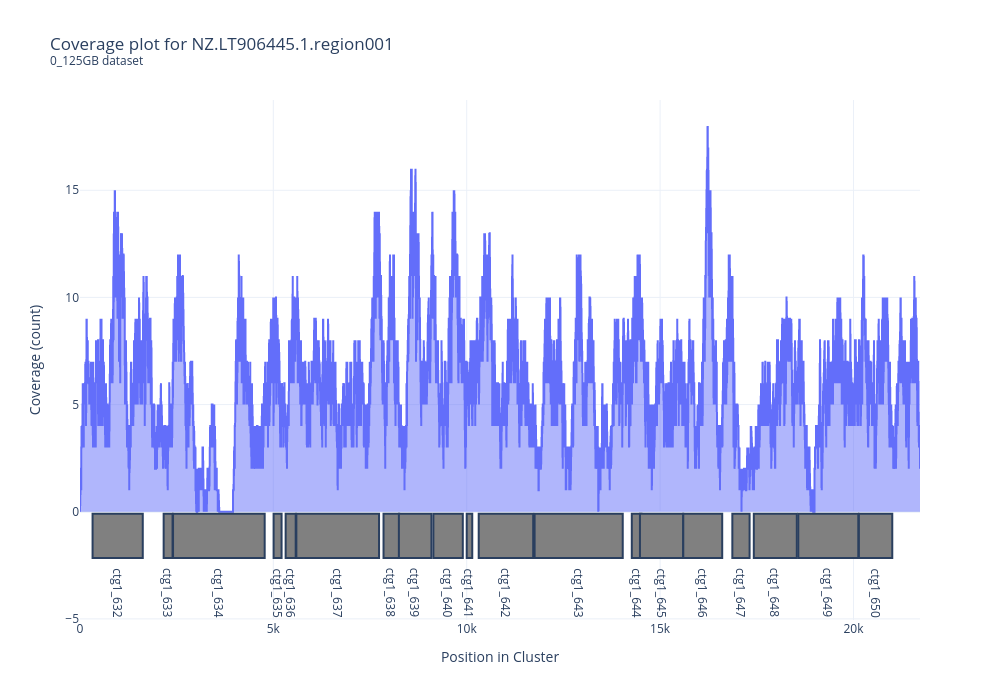 Coverage plot for NZ.LT906445.1.region001
0_125GB dataset
Coverage (count)
15
10
5
0
−5
ctg1_632
ctg1_633
ctg1_634
ctg1_635
ctg1_636
ctg1_637
ctg1_638
ctg1_639
ctg1_640
ctg1_641
ctg1_642
ctg1_643
ctg1_644
ctg1_645
ctg1_646
ctg1_647
ctg1_648
ctg1_649
ctg1_650
0
5k
10k
15k
20k
Position in Cluster